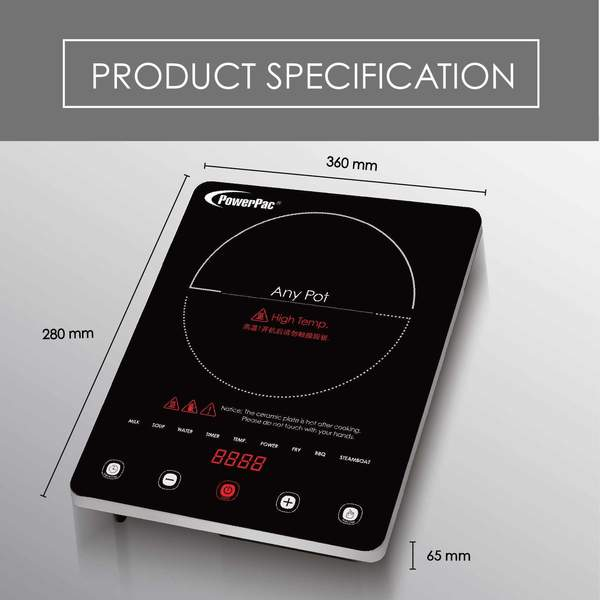 PRODUCT SPECIFICATION
360 mm
PowerPac®
280 mm
Any Pot
High Temp.
Notice: The ceramic plate is hot after cooking.
Please do not touch with your hands.
MILK SOUP WATER TIMER TEMP. POWER FRY BBQ STEAMBOAT
8888
65 mm